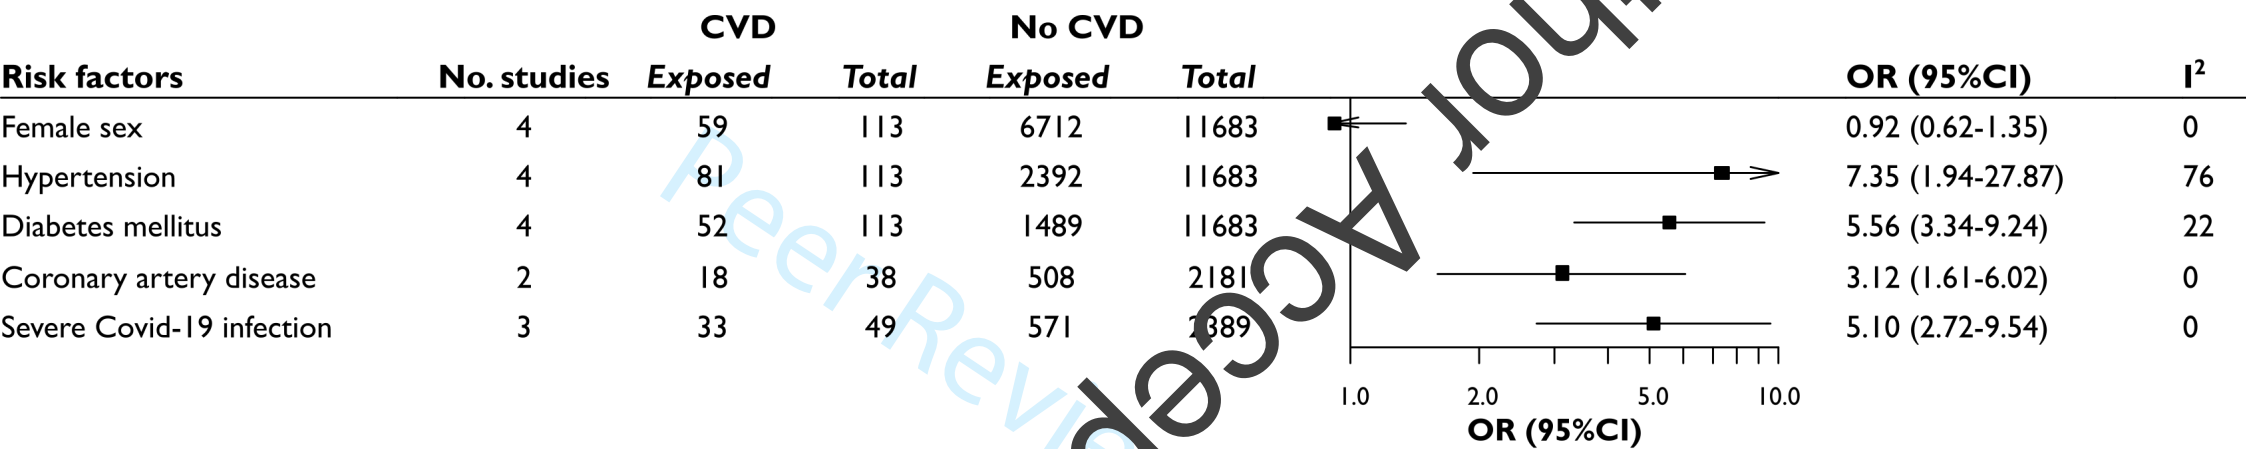 CVD No CVD
Risk factors No. studies Exposed Total Exposed Total OR (95%CI) I²
Female sex 4 59 113 6712 11683 0.92 (0.62-1.35) 0
Hypertension 4 81 113 2392 11683 7.35 (1.94-27.87) 76
Diabetes mellitus 4 52 113 1489 11683 5.56 (3.34-9.24) 22
Coronary artery disease 2 18 38 508 2181 3.12 (1.61-6.02) 0
Severe Covid-19 infection 3 33 49 571 2389 5.10 (2.72-9.54) 0
1.0 2.0 5.0 10.0
OR (95%CI)
Peer Revie
hor Accep